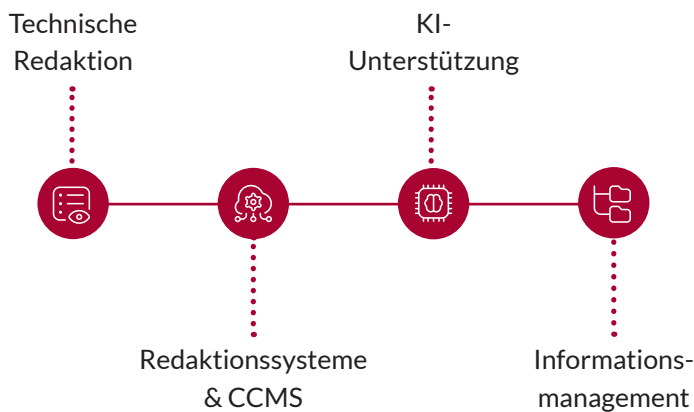 Technische
Redaktion
KI-
Unterstützung
Redaktionssysteme
& CCMS
Informations-
management